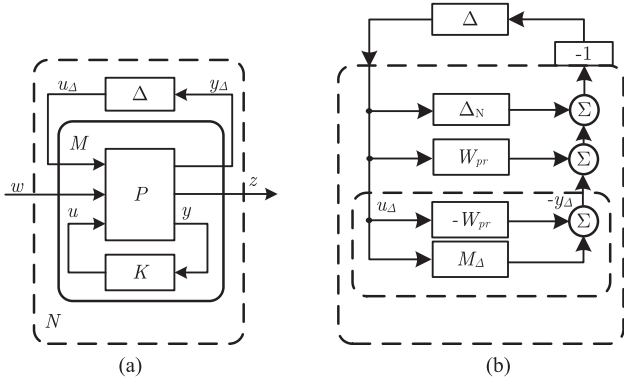 u_Δ Δ y_Δ
M
w P z
u y
K
N
(a)
Δ
-1
Δ_N Σ
W_pr Σ
u_Δ -y_Δ
-W_pr Σ
M_Δ
(b)